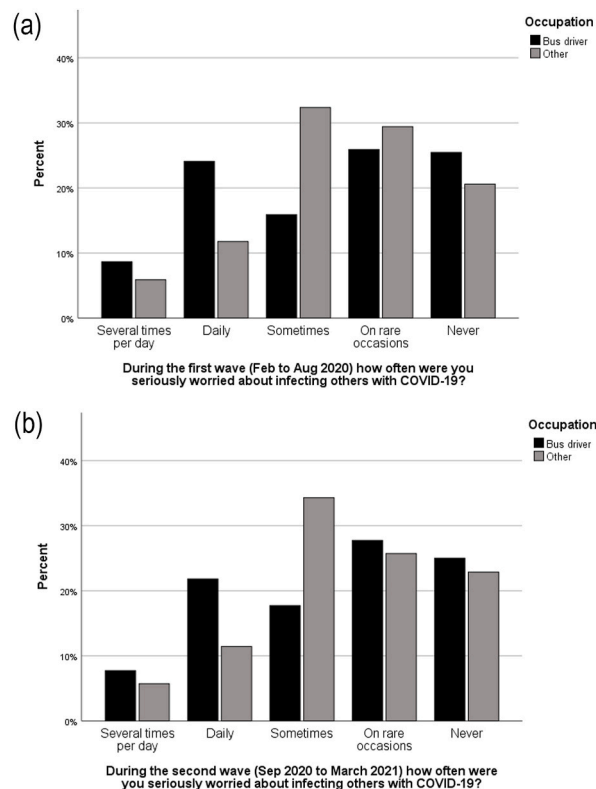 (a)
Occupation
Bus driver
Other
40%
30%
20%
10%
0%
Percent
Several times
per day
Daily
Sometimes
On rare
occasions
Never
During the first wave (Feb to Aug 2020) how often were you
seriously worried about infecting others with COVID-19?
(b)
Occupation
Bus driver
Other
40%
30%
20%
10%
0%
Percent
Several times
per day
Daily
Sometimes
On rare
occasions
Never
During the second wave (Sep 2020 to March 2021) how often were
you seriously worried about infecting others with COVID-19?